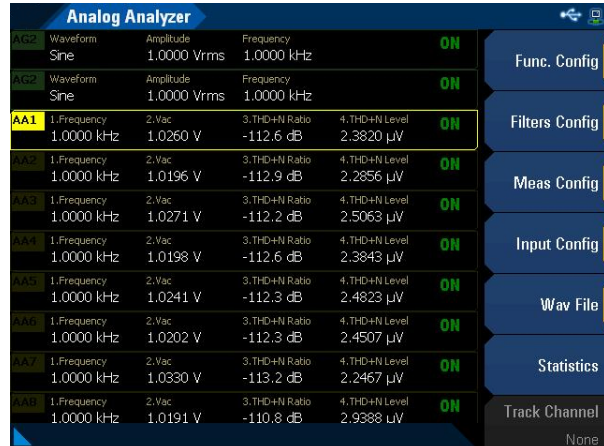 Analog Analyzer
AG2 Waveform Amplitude Frequency ON
Sine 1.0000 Vrms 1.0000 kHz
AG2 Waveform Amplitude Frequency ON
Sine 1.0000 Vrms 1.0000 kHz
AA1 1.Frequency 2.Vac 3.THD+N Ratio 4.THD+N Level ON
1.0000 kHz 1.0260 V -112.6 dB 2.3820 µV
AA2 1.Frequency 2.Vac 3.THD+N Ratio 4.THD+N Level ON
1.0000 kHz 1.0196 V -112.9 dB 2.2856 µV
AA3 1.Frequency 2.Vac 3.THD+N Ratio 4.THD+N Level ON
1.0000 kHz 1.0271 V -112.2 dB 2.5063 µV
AA4 1.Frequency 2.Vac 3.THD+N Ratio 4.THD+N Level ON
1.0000 kHz 1.0198 V -112.6 dB 2.3843 µV
AA5 1.Frequency 2.Vac 3.THD+N Ratio 4.THD+N Level ON
1.0000 kHz 1.0241 V -112.3 dB 2.4823 µV
AA6 1.Frequency 2.Vac 3.THD+N Ratio 4.THD+N Level ON
1.0000 kHz 1.0202 V -112.3 dB 2.4507 µV
AA7 1.Frequency 2.Vac 3.THD+N Ratio 4.THD+N Level ON
1.0000 kHz 1.0330 V -113.2 dB 2.2467 µV
AA8 1.Frequency 2.Vac 3.THD+N Ratio 4.THD+N Level ON
1.0000 kHz 1.0191 V -110.8 dB 2.9388 µV
Func. Config
Filters Config
Meas Config
Input Config
Wav File
Statistics
Track Channel
None